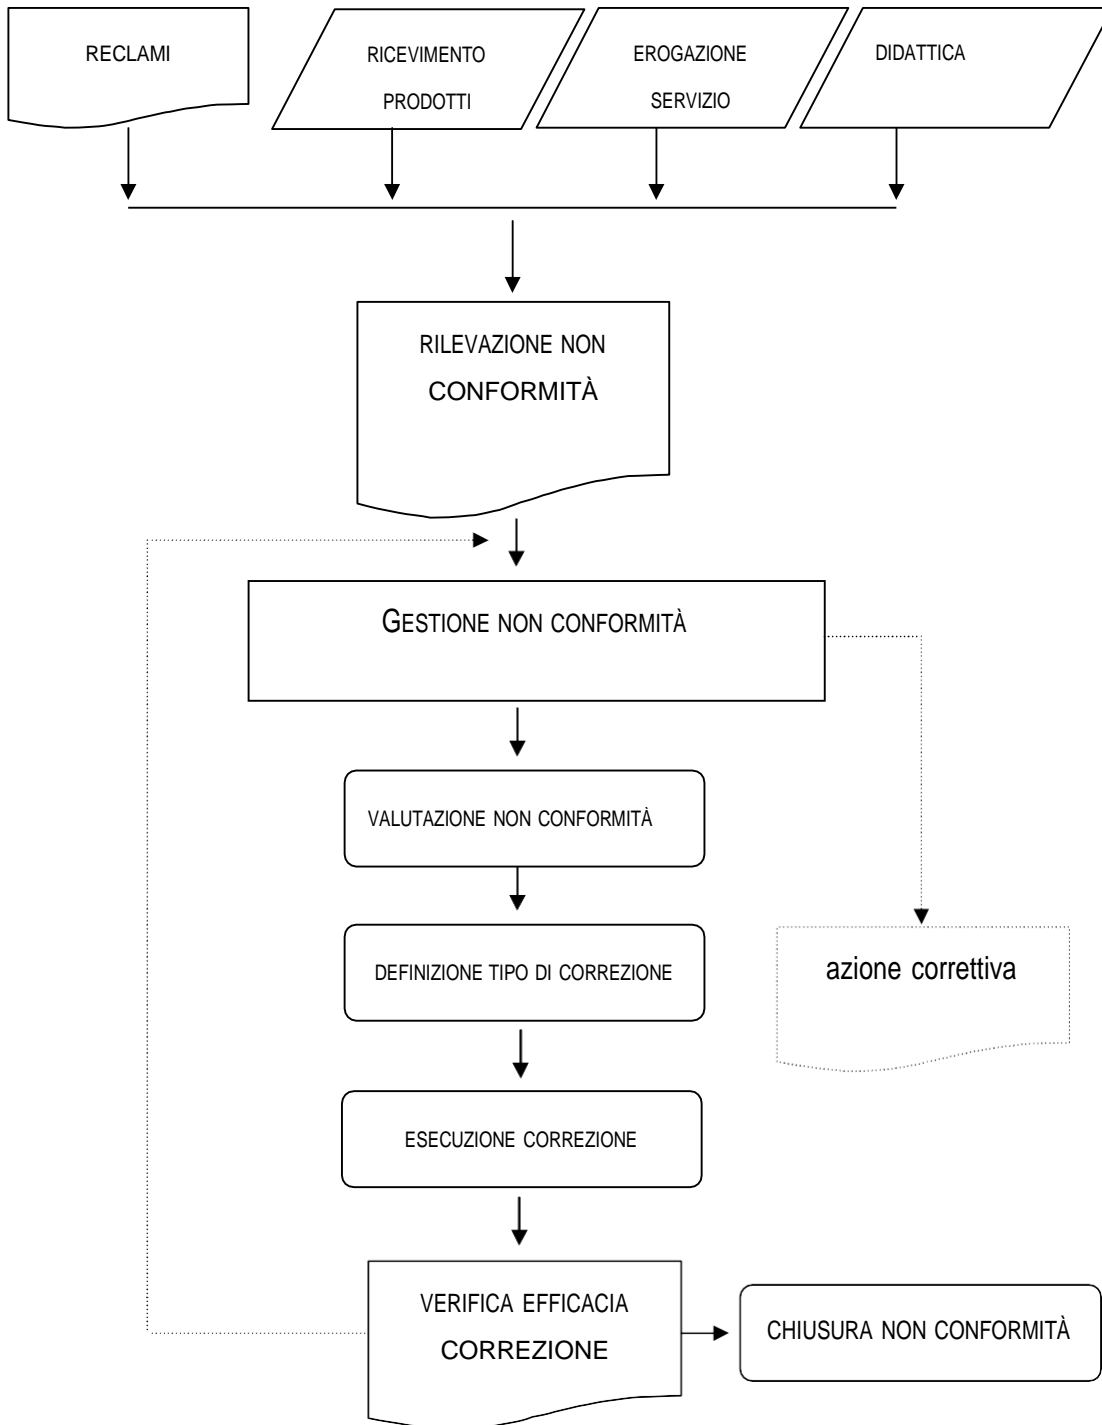 RECLAMI
RICEVIMENTO
PRODOTTI
EROGAZIONE
SERVIZIO
DIDATTICA
RILEVAZIONE NON
CONFORMITÀ
GESTIONE NON CONFORMITÀ
VALUTAZIONE NON CONFORMITÀ
DEFINIZIONE TIPO DI CORREZIONE
azione correttiva
ESECUZIONE CORREZIONE
VERIFICA EFFICACIA
CORREZIONE
CHIUSURA NON CONFORMITÀ